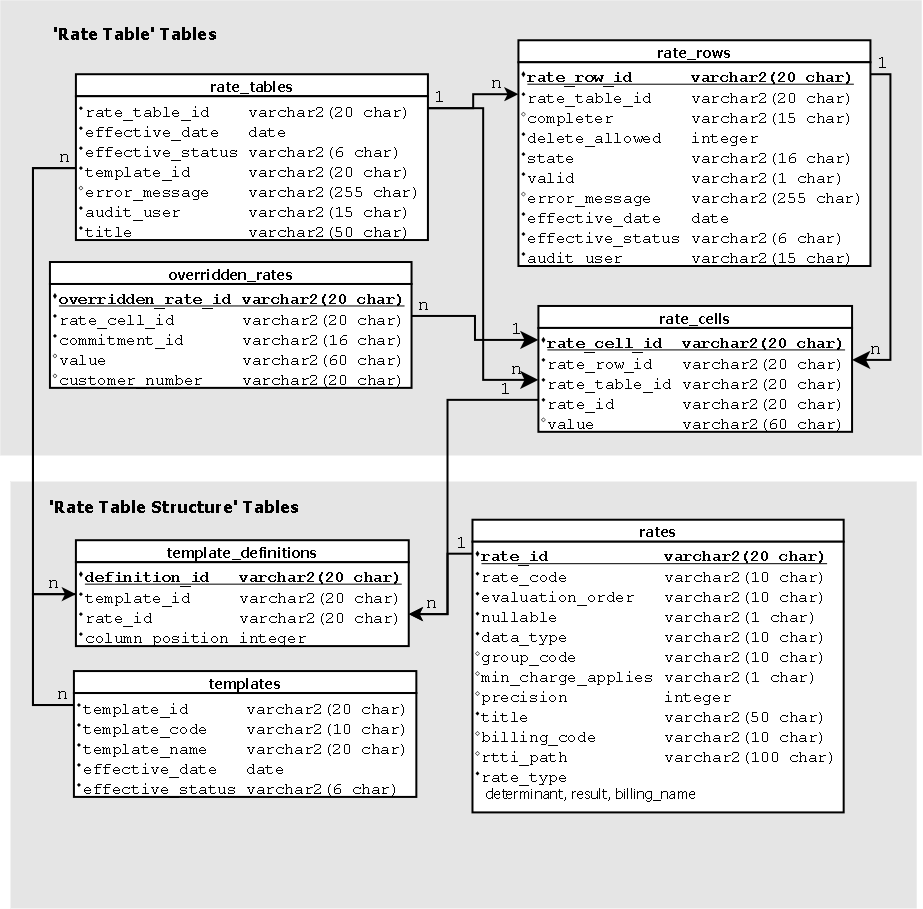 'Rate Table' Tables
rate_tables
rate_table_id varchar2(20 char)
effective_date date
effective_status varchar2(6 char)
template_id varchar2(20 char)
error_message varchar2(255 char)
audit_user varchar2(15 char)
title varchar2(50 char)
rate_rows
rate_row_id varchar2(20 char)
rate_table_id varchar2(20 char)
completer varchar2(15 char)
delete_allowed integer
state varchar2(16 char)
valid varchar2(1 char)
error_message varchar2(255 char)
effective_date date
effective_status varchar2(6 char)
audit_user varchar2(15 char)
1
n
1
n
overridden_rates
overridden_rate_id varchar2(20 char)
rate_cell_id varchar2(20 char)
commitment_id varchar2(16 char)
value varchar2(60 char)
customer_number varchar2(20 char)
n
1
n
1
n
rate_cells
rate_cell_id varchar2(20 char)
rate_row_id varchar2(20 char)
rate_table_id varchar2(20 char)
rate_id varchar2(20 char)
value varchar2(60 char)
'Rate Table Structure' Tables
template_definitions
definition_id varchar2(20 char)
template_id varchar2(20 char)
rate_id varchar2(20 char)
column_position integer
n
n
1
templates
template_id varchar2(20 char)
template_code varchar2(10 char)
template_name varchar2(20 char)
effective_date date
effective_status varchar2(6 char)
n
rates
rate_id varchar2(20 char)
rate_code varchar2(10 char)
evaluation_order varchar2(10 char)
nullable varchar2(1 char)
data_type varchar2(10 char)
group_code varchar2(10 char)
min_charge_applies varchar2(1 char)
precision integer
title varchar2(50 char)
billing_code varchar2(10 char)
rtti_path varchar2(100 char)
rate_type
determinant, result, billing_name